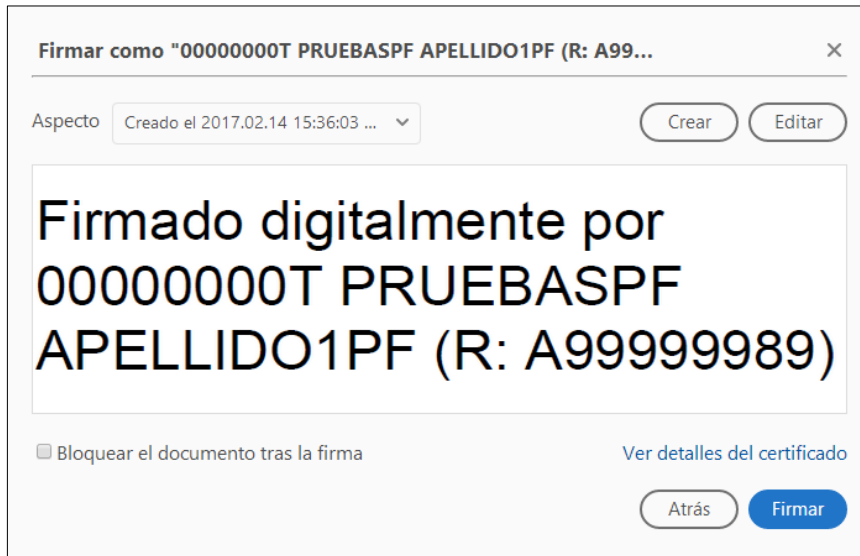 Firmar como "00000000T PRUEBASPF APELLIDO1PF (R: A99...
Aspecto Creado el 2017.02.14 15:36:03 ... Crear Editar
Firmado digitalmente por
00000000T PRUEBASPF
APELLIDO1PF (R: A99999989)
Bloquear el documento tras la firma Ver detalles del certificado
Atrás Firmar